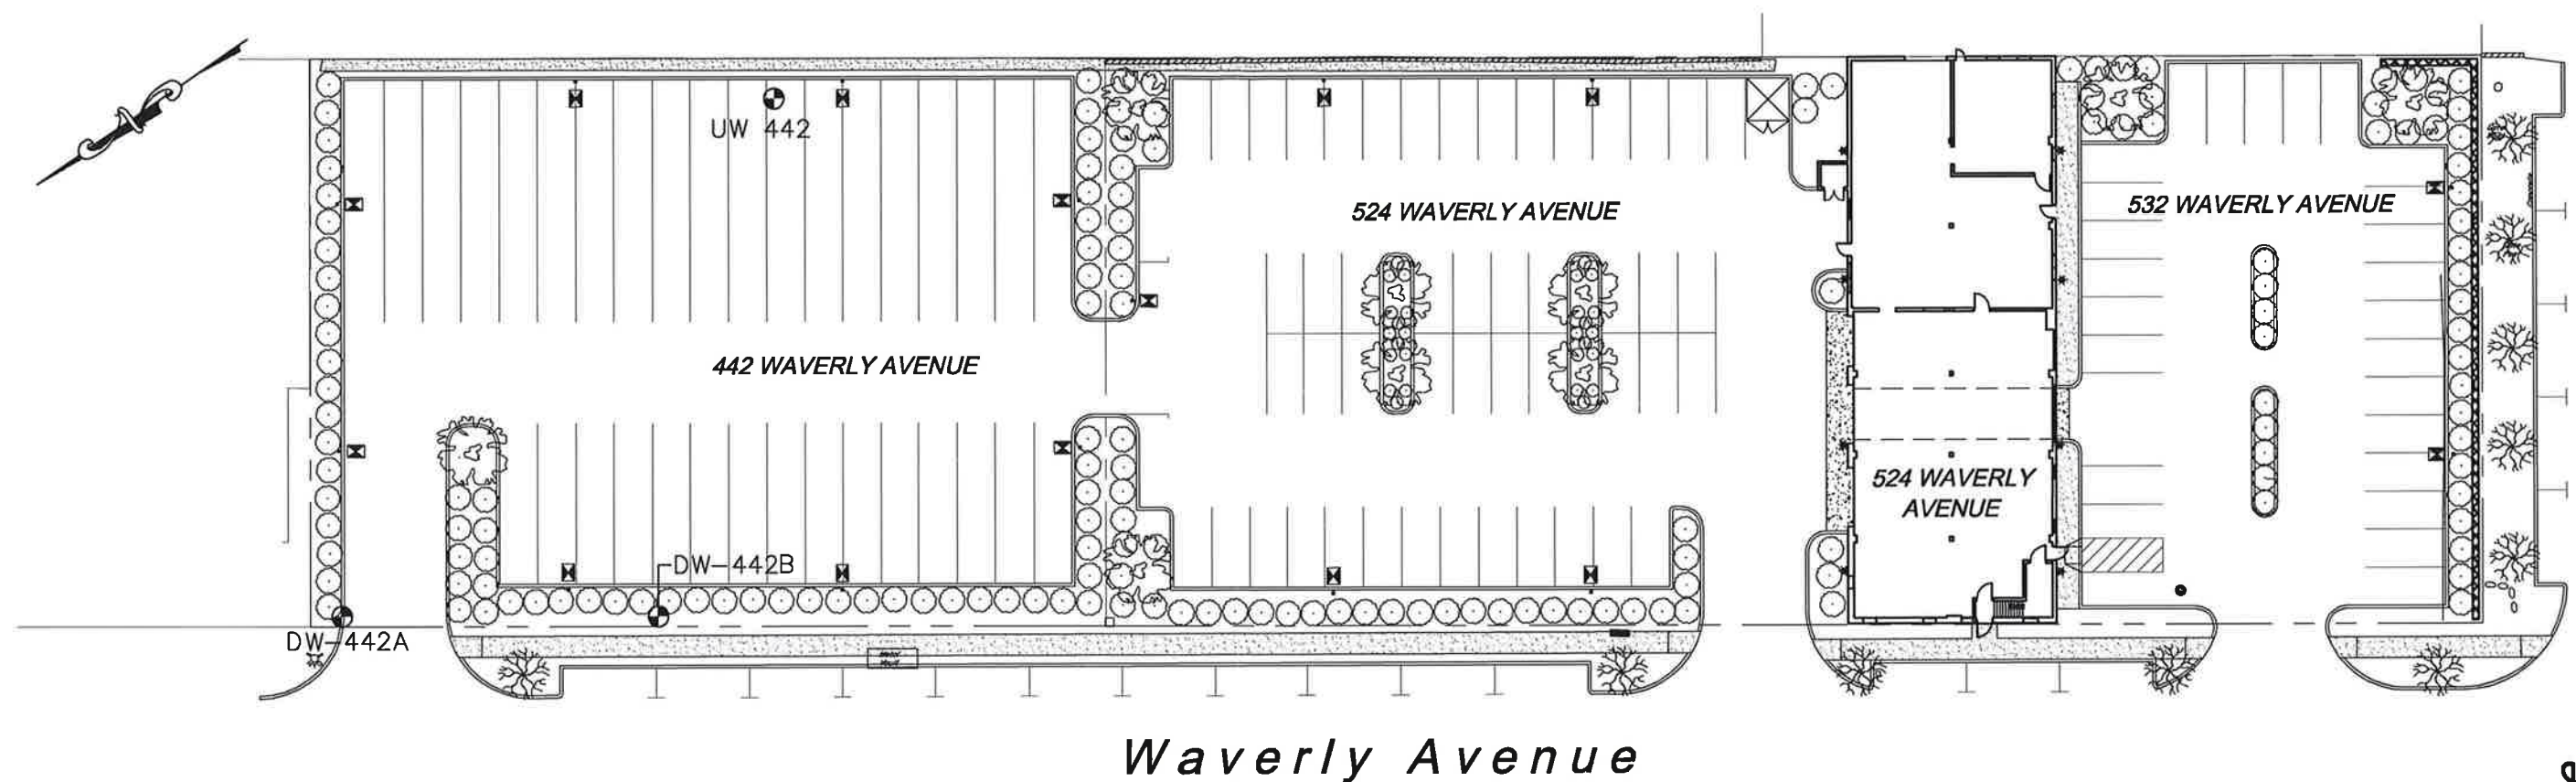 UW 442
524 WAVERLY AVENUE
532 WAVERLY AVENUE
442 WAVERLY AVENUE
524 WAVERLY
AVENUE
DW-442B
DW-442A
Waverly Avenue